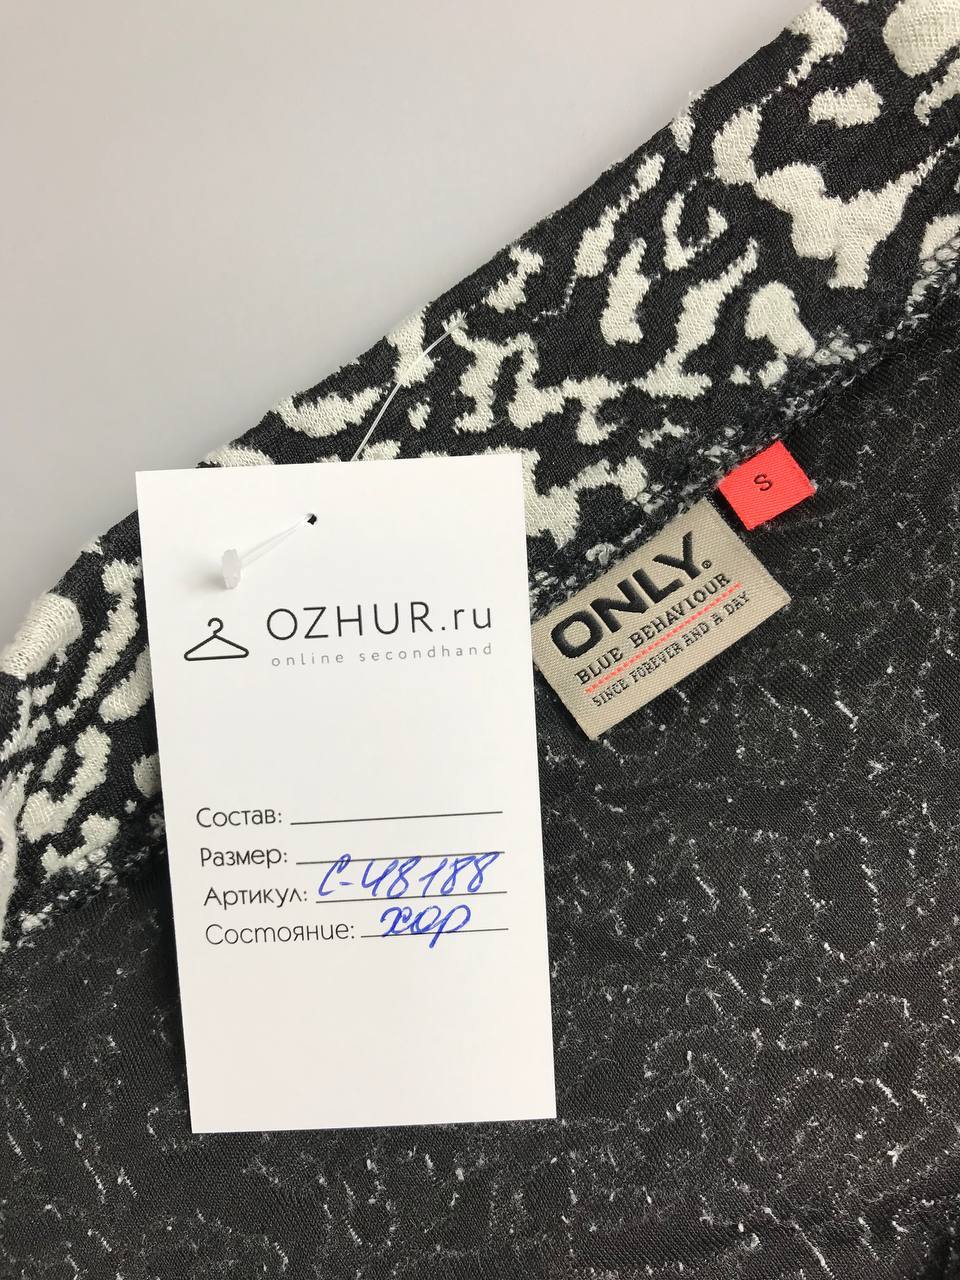 S
ONLY®
BLUE BEHAVIOUR
SINCE FOREVER AND A DAY
OZHUR.ru
online secondhand
Состав:
Размер:
Артикул: С-48188
Состояние: хор